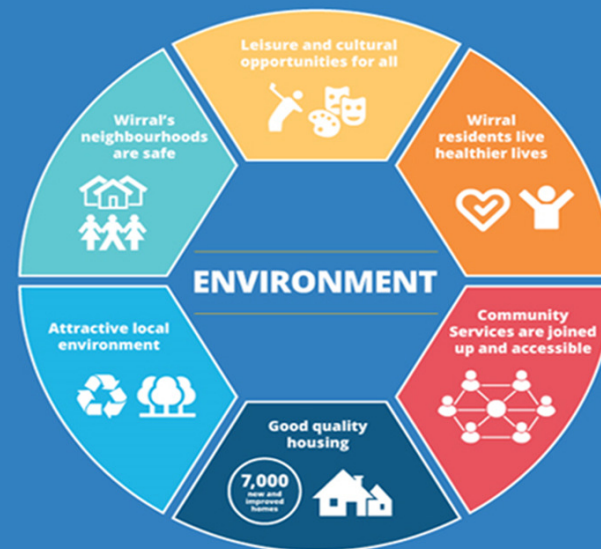 Leisure and cultural
opportunities for all
Wirral
residents live
healthier lives
Community
Services are joined
up and accessible
Good quality
housing
7,000
new and
improved
homes
Attractive local
environment
Wirral's
neighbourhoods
are safe
ENVIRONMENT